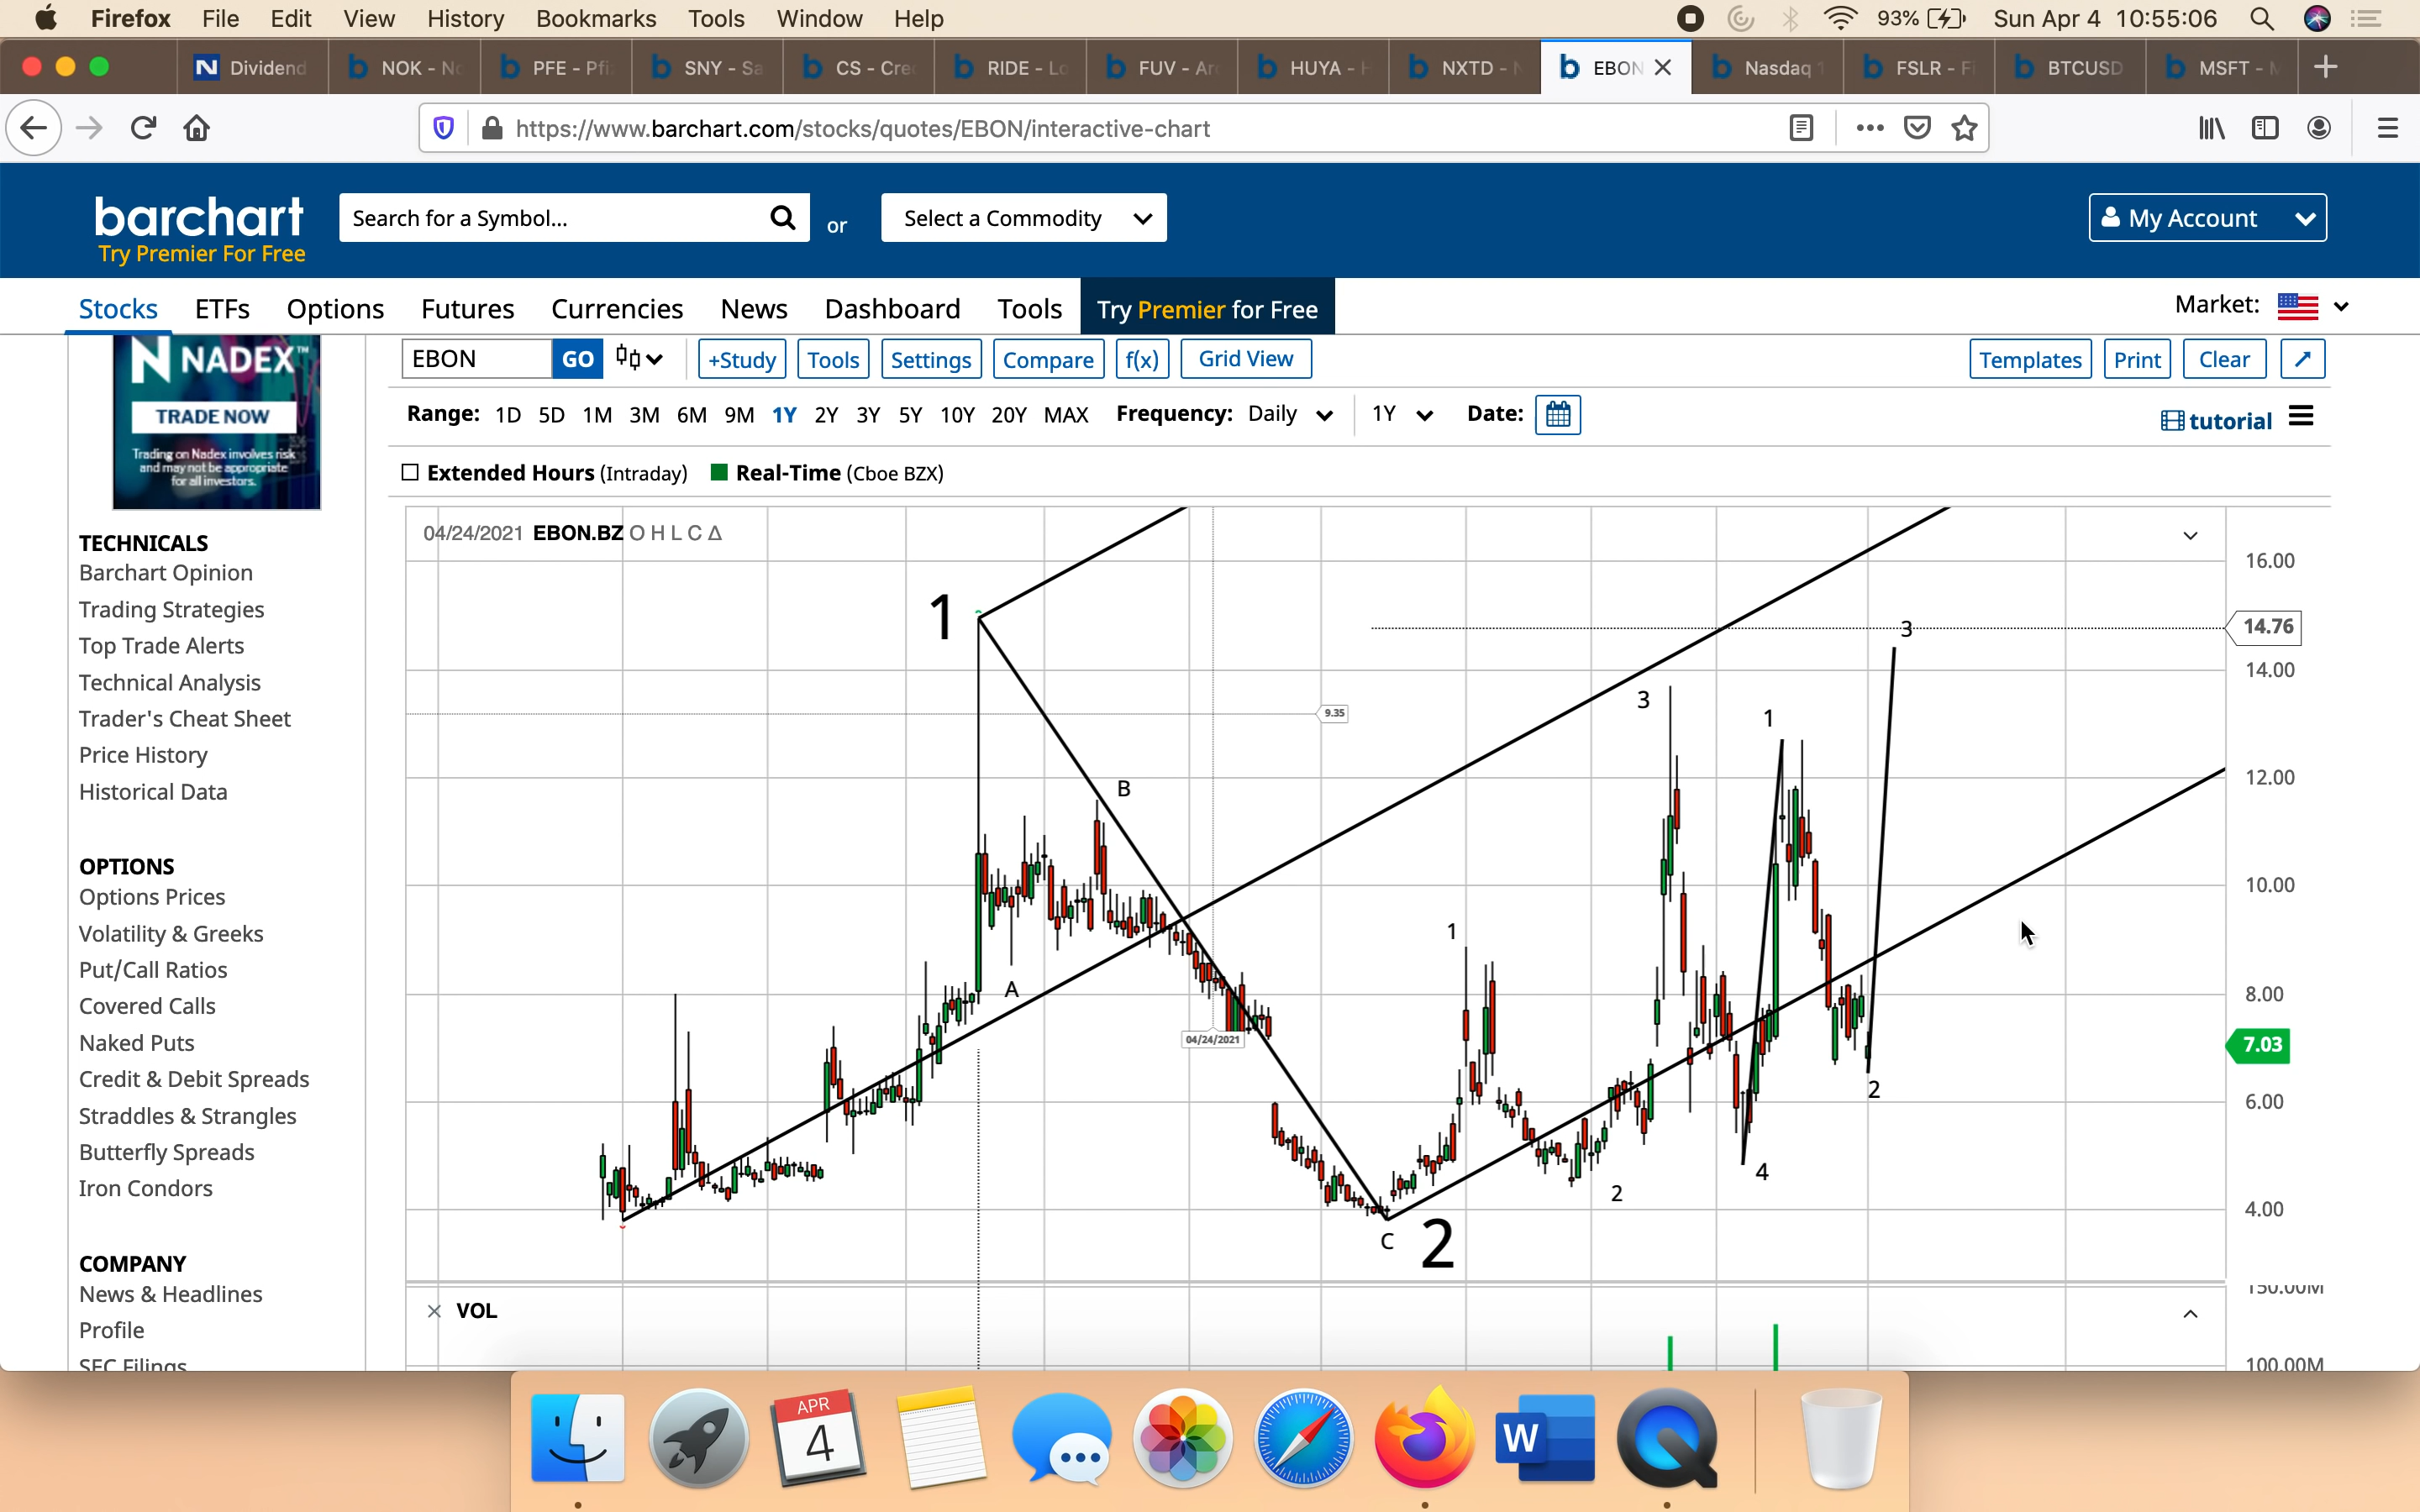 Firefox File Edit View History Bookmarks Tools Window Help 93% Sun Apr 4 10:55:06
Dividend NOK - PFE - Pfi SNY - Sa CS - Cre RIDE - Lo FUV - Ar HUYA - NXTD - EBON Nasdaq FSLR - Fi BTCUSD MSFT -
https://www.barchart.com/stocks/quotes/EBON/interactive-chart
barchart Search for a Symbol... or Select a Commodity My Account
Try Premier For Free
Stocks ETFs Options Futures Currencies News Dashboard Tools Try Premier for Free Market:
NADEX™
TRADE NOW
Trading on Nadex involves risk
and may not be appropriate
for all investors.
EBON GO +Study Tools Settings Compare f(x) Grid View Templates Print Clear
Range: 1D 5D 1M 3M 6M 9M 1Y 2Y 3Y 5Y 10Y 20Y MAX Frequency: Daily 1Y Date: tutorial
Extended Hours (Intraday) Real-Time (Cboe BZX)
TECHNICALS
Barchart Opinion
Trading Strategies
Top Trade Alerts
Technical Analysis
Trader's Cheat Sheet
Price History
Historical Data
OPTIONS
Options Prices
Volatility & Greeks
Put/Call Ratios
Covered Calls
Naked Puts
Credit & Debit Spreads
Straddles & Strangles
Butterfly Spreads
Iron Condors
COMPANY
News & Headlines
Profile
SEC Filings
04/24/2021 EBON.BZ O H L C Δ
16.00
1
14.76
3
14.00
3
9.35
1
12.00
B
10.00
1
A
8.00
04/24/2021
7.03
2
6.00
4
2
4.00
C 2
150.00M
VOL
100.00M
APR
4
W